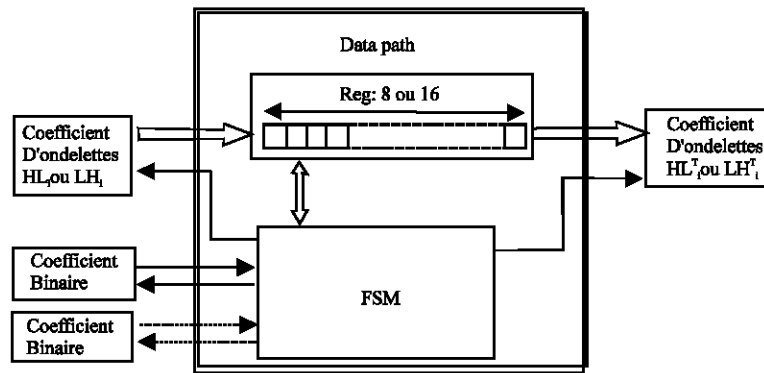 Data path
Reg: 8 ou 16
Coefficient
D'ondelettes
HLiou LHi
Coefficient
D'ondelettes
HLTiou LHTi
Coefficient
Binaire
FSM
Coefficient
Binaire